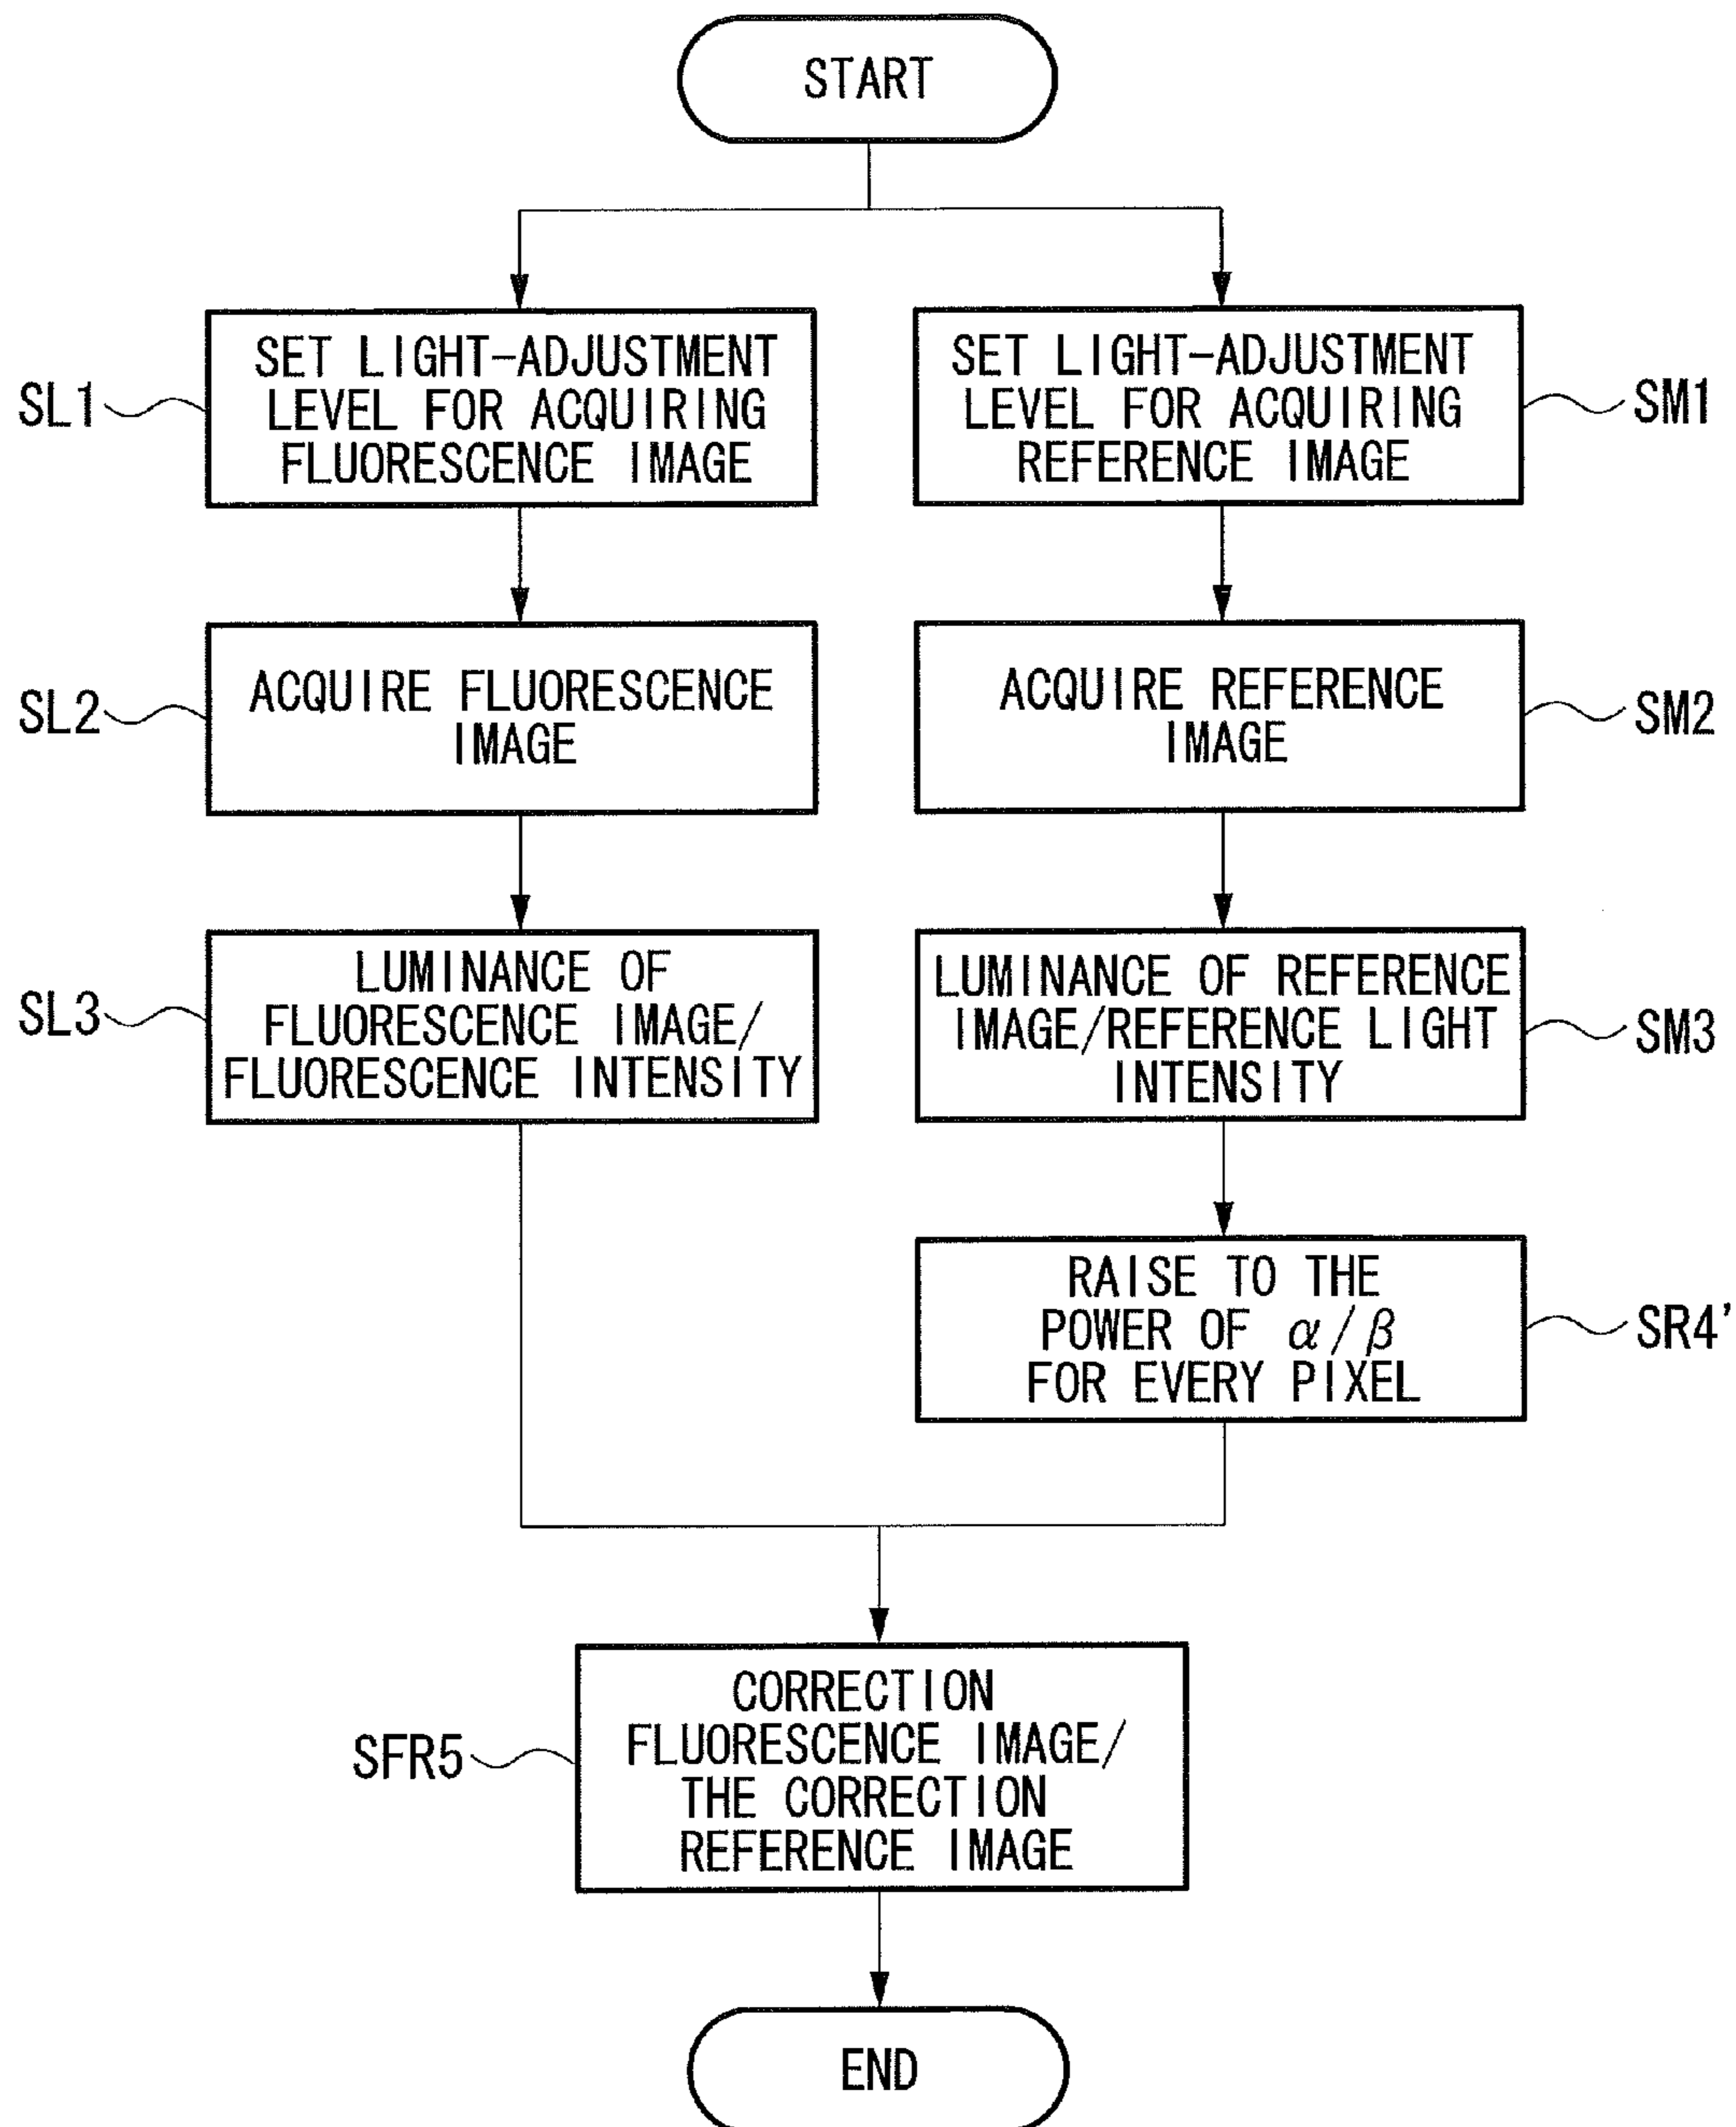 START
SL1
SET LIGHT-ADJUSTMENT
LEVEL FOR ACQUIRING
FLUORESCENCE IMAGE
SET LIGHT-ADJUSTMENT
LEVEL FOR ACQUIRING
REFERENCE IMAGE
SM1
SL2
ACQUIRE FLUORESCENCE
IMAGE
ACQUIRE REFERENCE
IMAGE
SM2
SL3
LUMINANCE OF
FLUORESCENCE IMAGE/
FLUORESCENCE INTENSITY
LUMINANCE OF REFERENCE
IMAGE/REFERENCE LIGHT
INTENSITY
SM3
RAISE TO THE
POWER OF α/β
FOR EVERY PIXEL
SR4'
SFR5
CORRECTION
FLUORESCENCE IMAGE/
THE CORRECTION
REFERENCE IMAGE
END